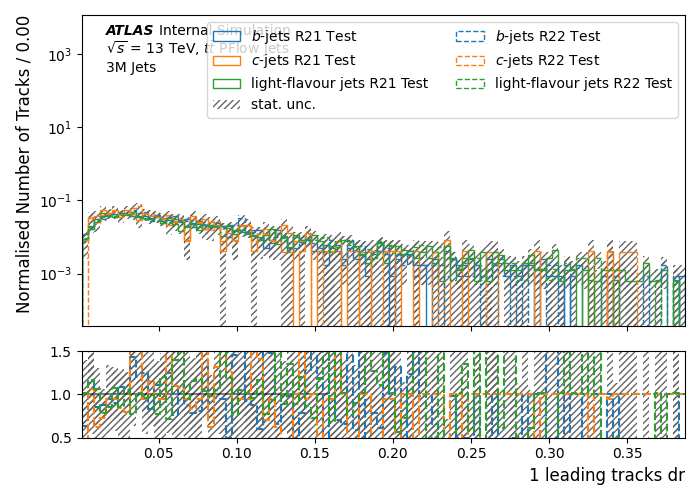 ATLAS Internal Simulation
√s = 13 TeV, tt PFlow jets
3M Jets
b-jets R21 Test
c-jets R21 Test
light-flavour jets R21 Test
stat. unc.
b-jets R22 Test
c-jets R22 Test
light-flavour jets R22 Test
Normalised Number of Tracks / 0.00
10³
10¹
10⁻¹
10⁻³
1.5
1.0
0.5
0.05 0.10 0.15 0.20 0.25 0.30 0.35
1 leading tracks dr